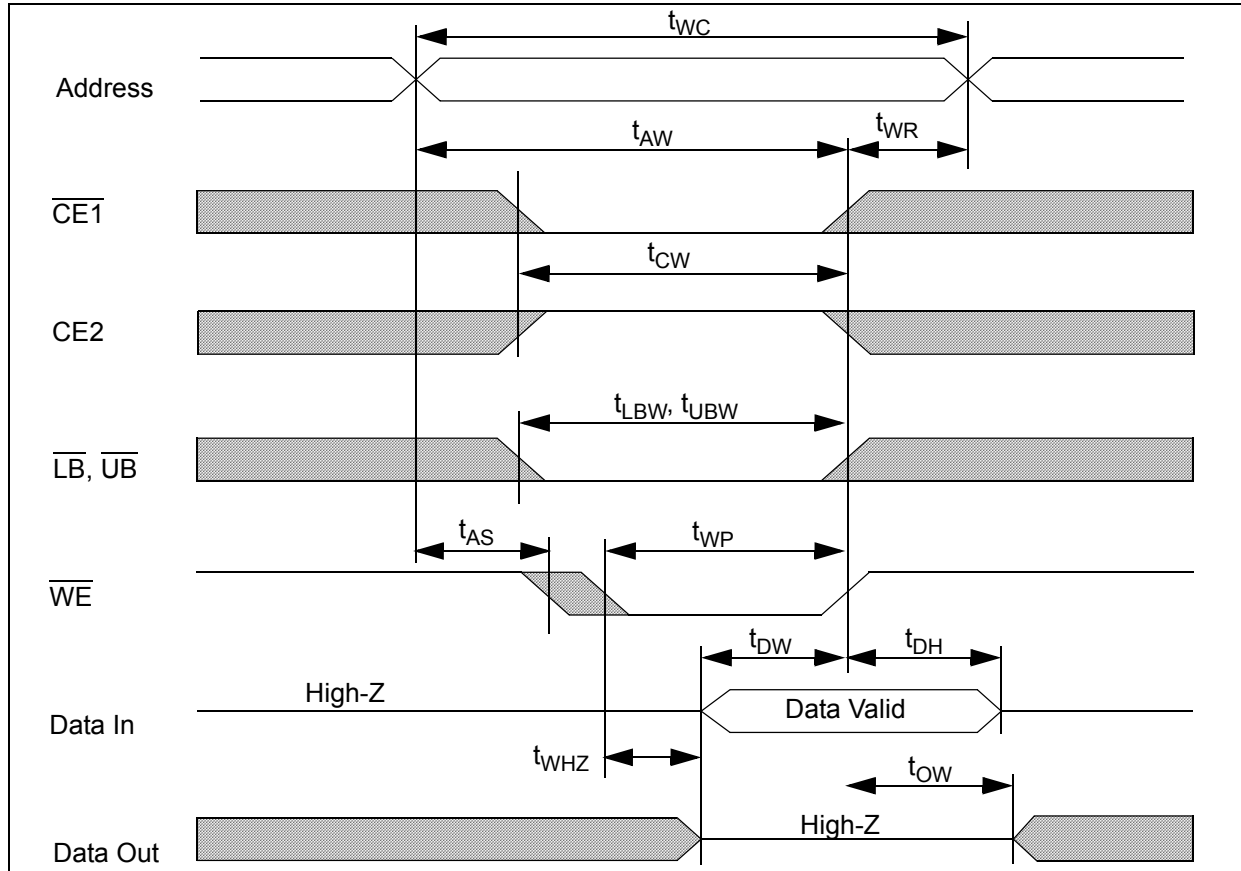 tWC
Address
tAW
tWR
CE1
tCW
CE2
tLBW, tUBW
LB, UB
tAS
tWP
WE
tDW
tDH
High-Z
Data Valid
Data In
tWHZ
tOW
High-Z
Data Out